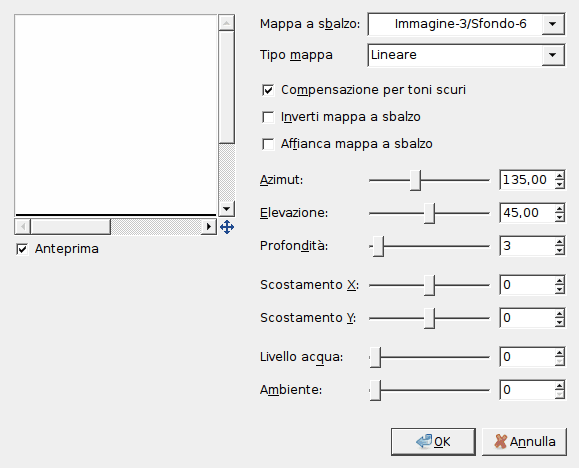 Mappa a sbalzo: Immagine-3/Sfondo-6
Tipo mappa Lineare
Compensazione per toni scuri
Inverti mappa a sbalzo
Affianca mappa a sbalzo
Azimut: 135,00
Elevazione: 45,00
Profondità: 3
Anteprima
Scostamento X: 0
Scostamento Y: 0
Livello acqua: 0
Ambiente: 0
OK Annulla